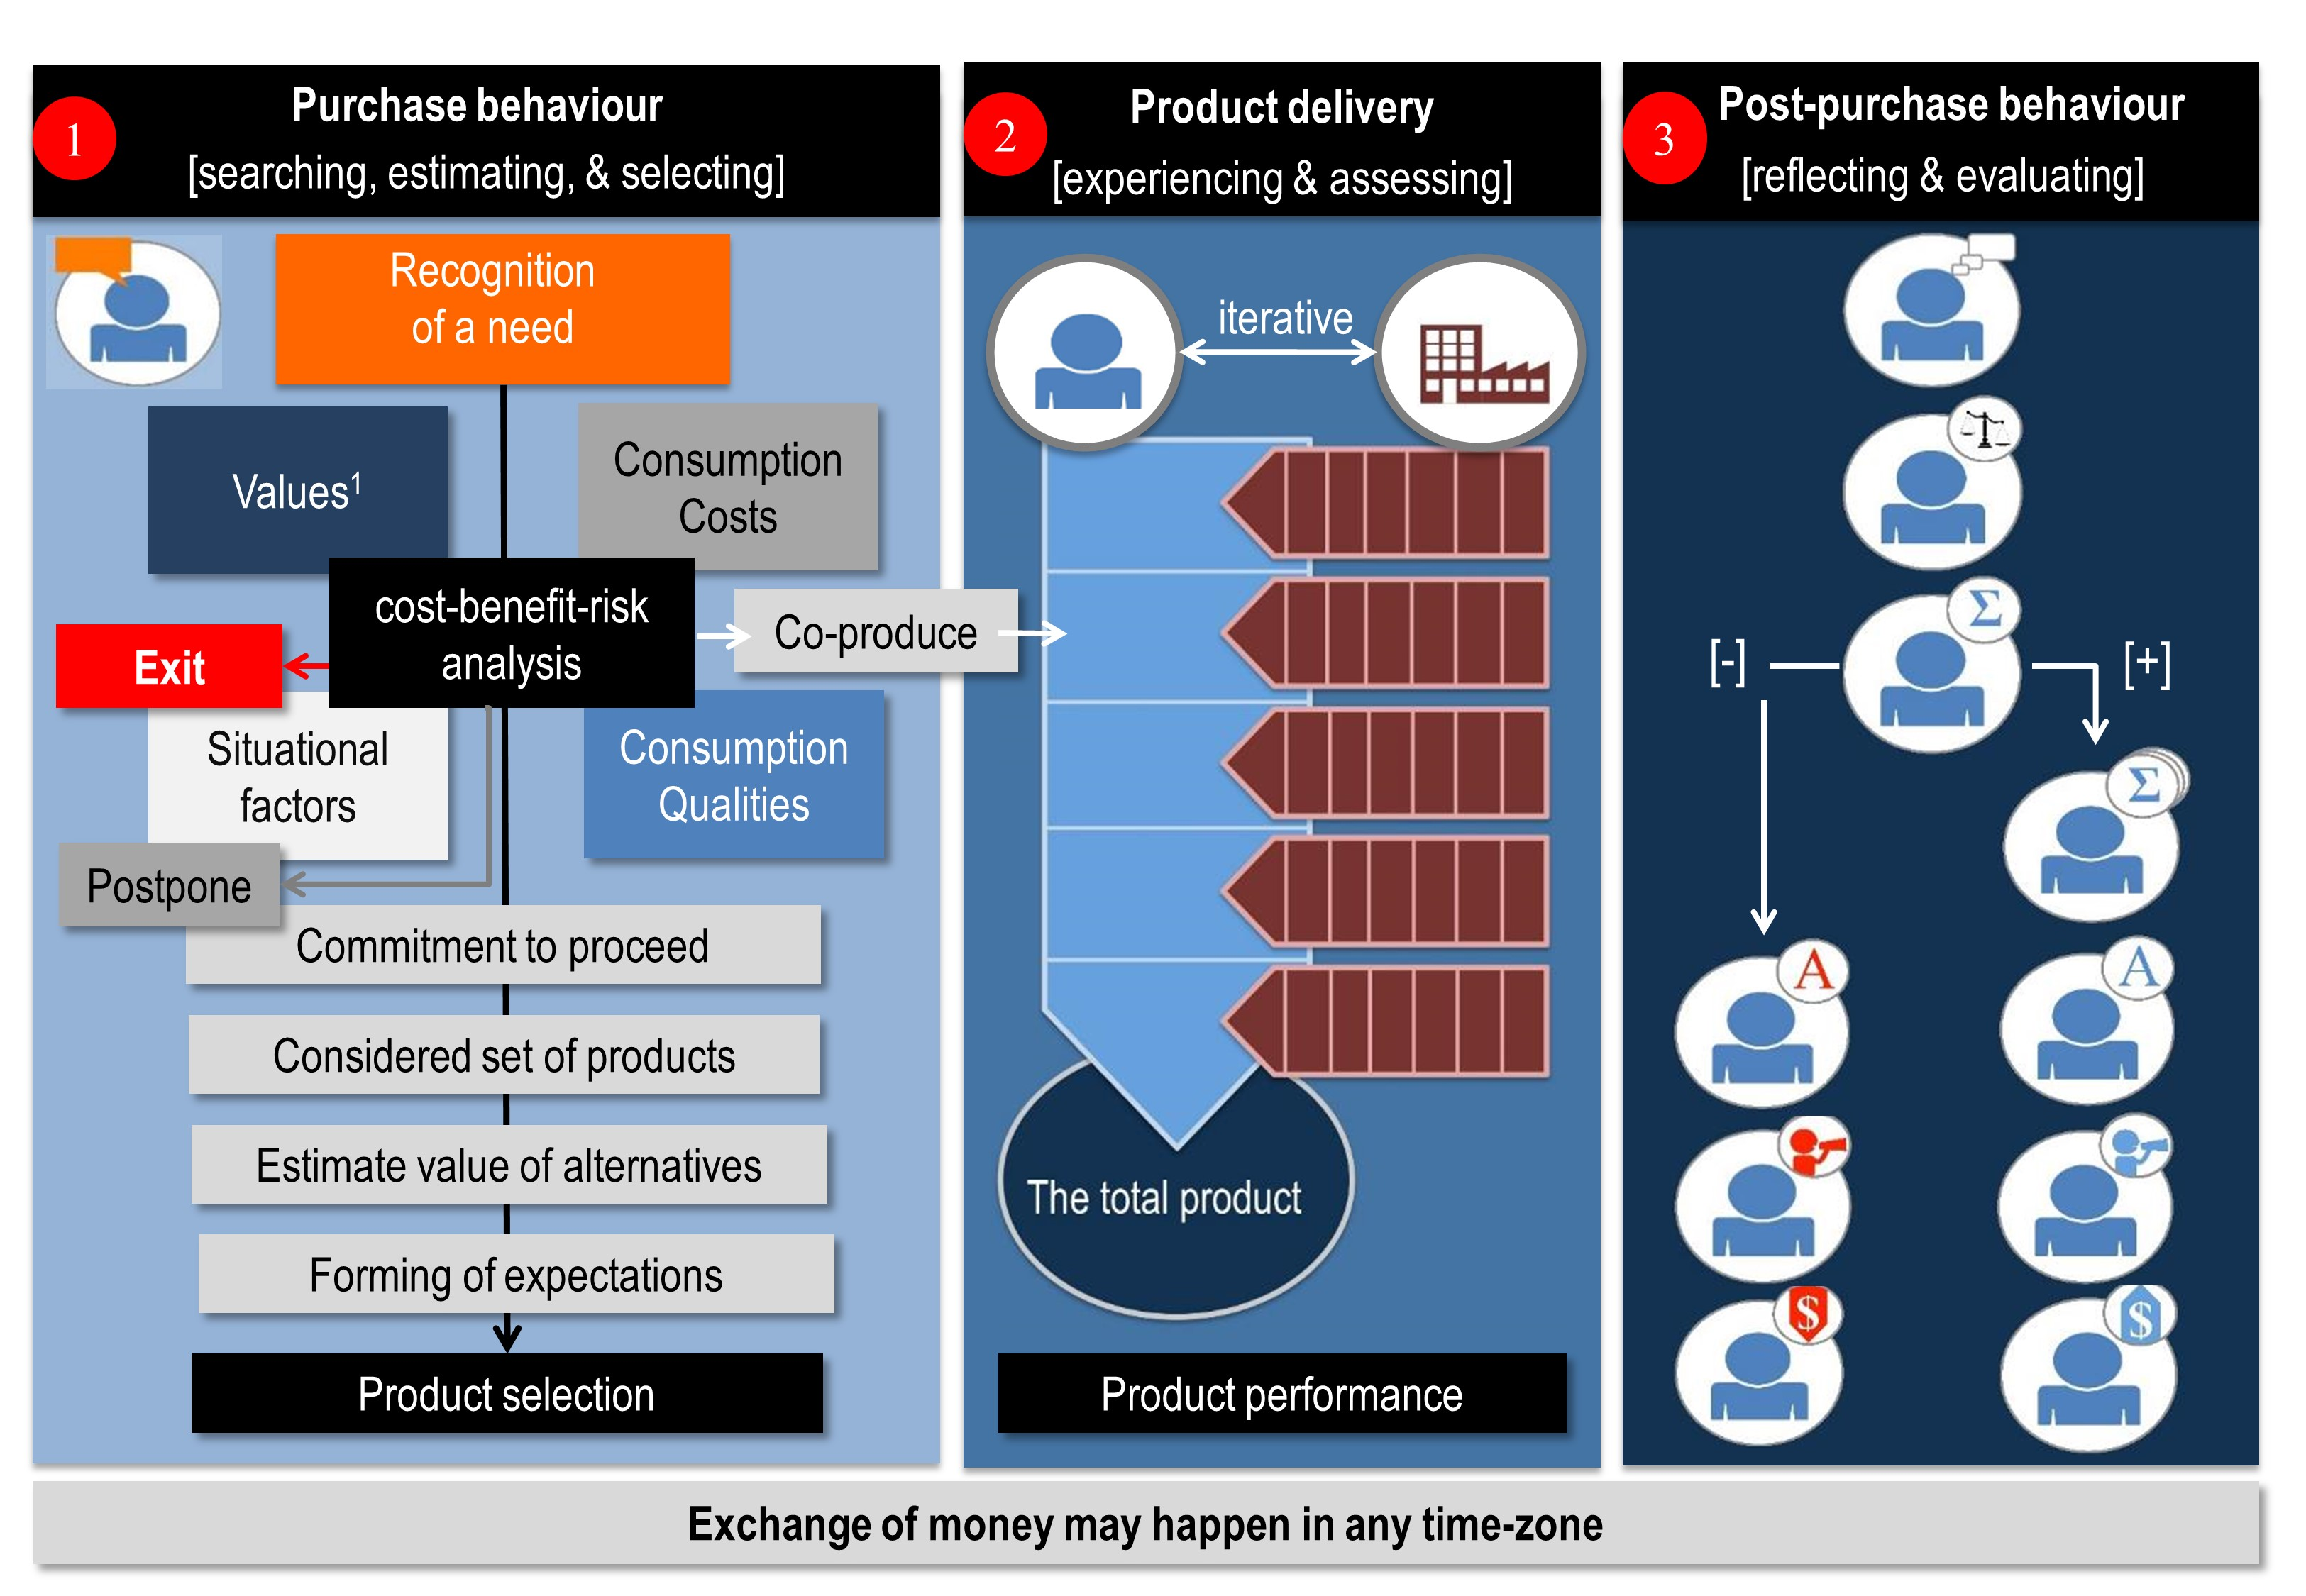 1
Purchase behaviour
[searching, estimating, & selecting]
Recognition
of a need
Values¹
Consumption
Costs
cost-benefit-risk
analysis
Co-produce
Exit
Situational
factors
Consumption
Qualities
Postpone
Commitment to proceed
Considered set of products
Estimate value of alternatives
Forming of expectations
Product selection
2
Product delivery
[experiencing & assessing]
iterative
The total product
Product performance
3
Post-purchase behaviour
[reflecting & evaluating]
Σ
[-]
[+]
Σ
A
A
$
$
Exchange of money may happen in any time-zone